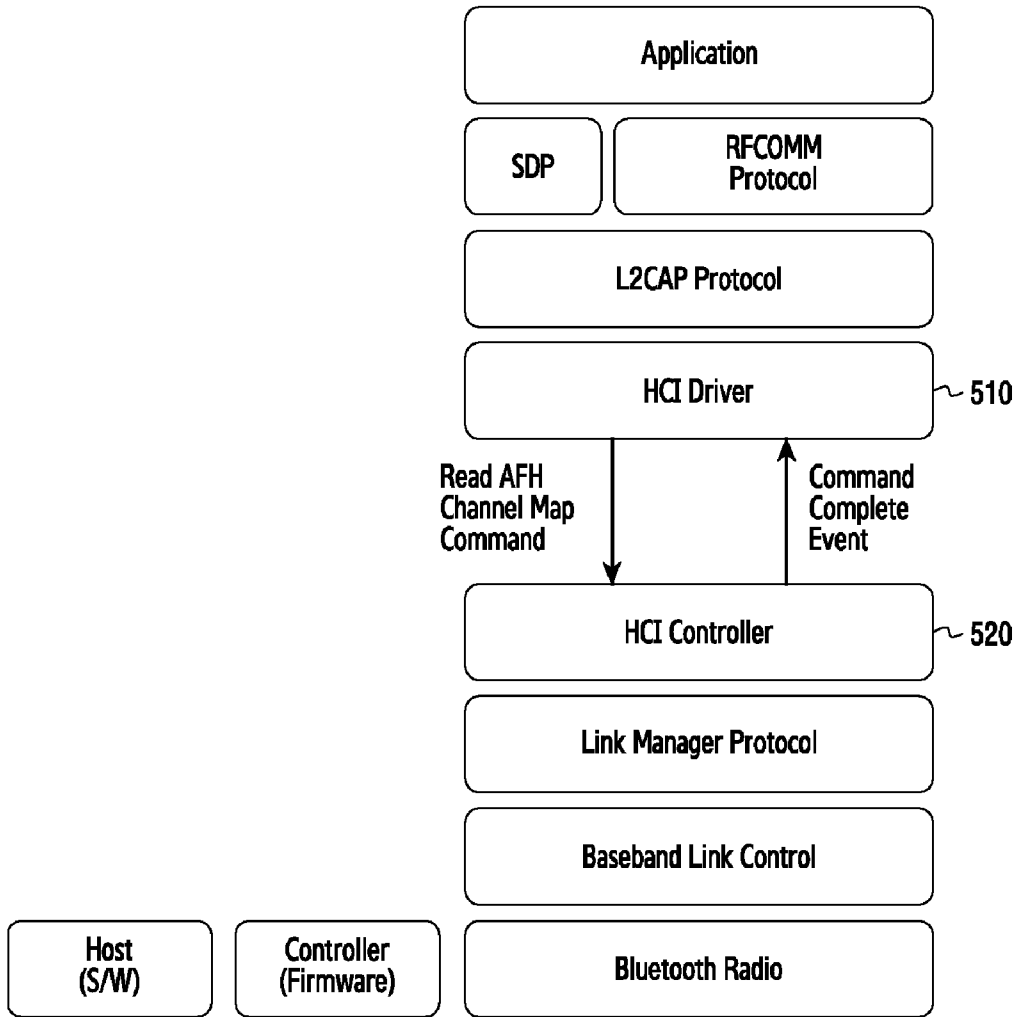 Application
SDP
RFCOMM
Protocol
L2CAP Protocol
HCI Driver
510
Read AFH
Channel Map
Command
Command
Complete
Event
HCI Controller
520
Link Manager Protocol
Baseband Link Control
Host
(S/W)
Controller
(Firmware)
Bluetooth Radio